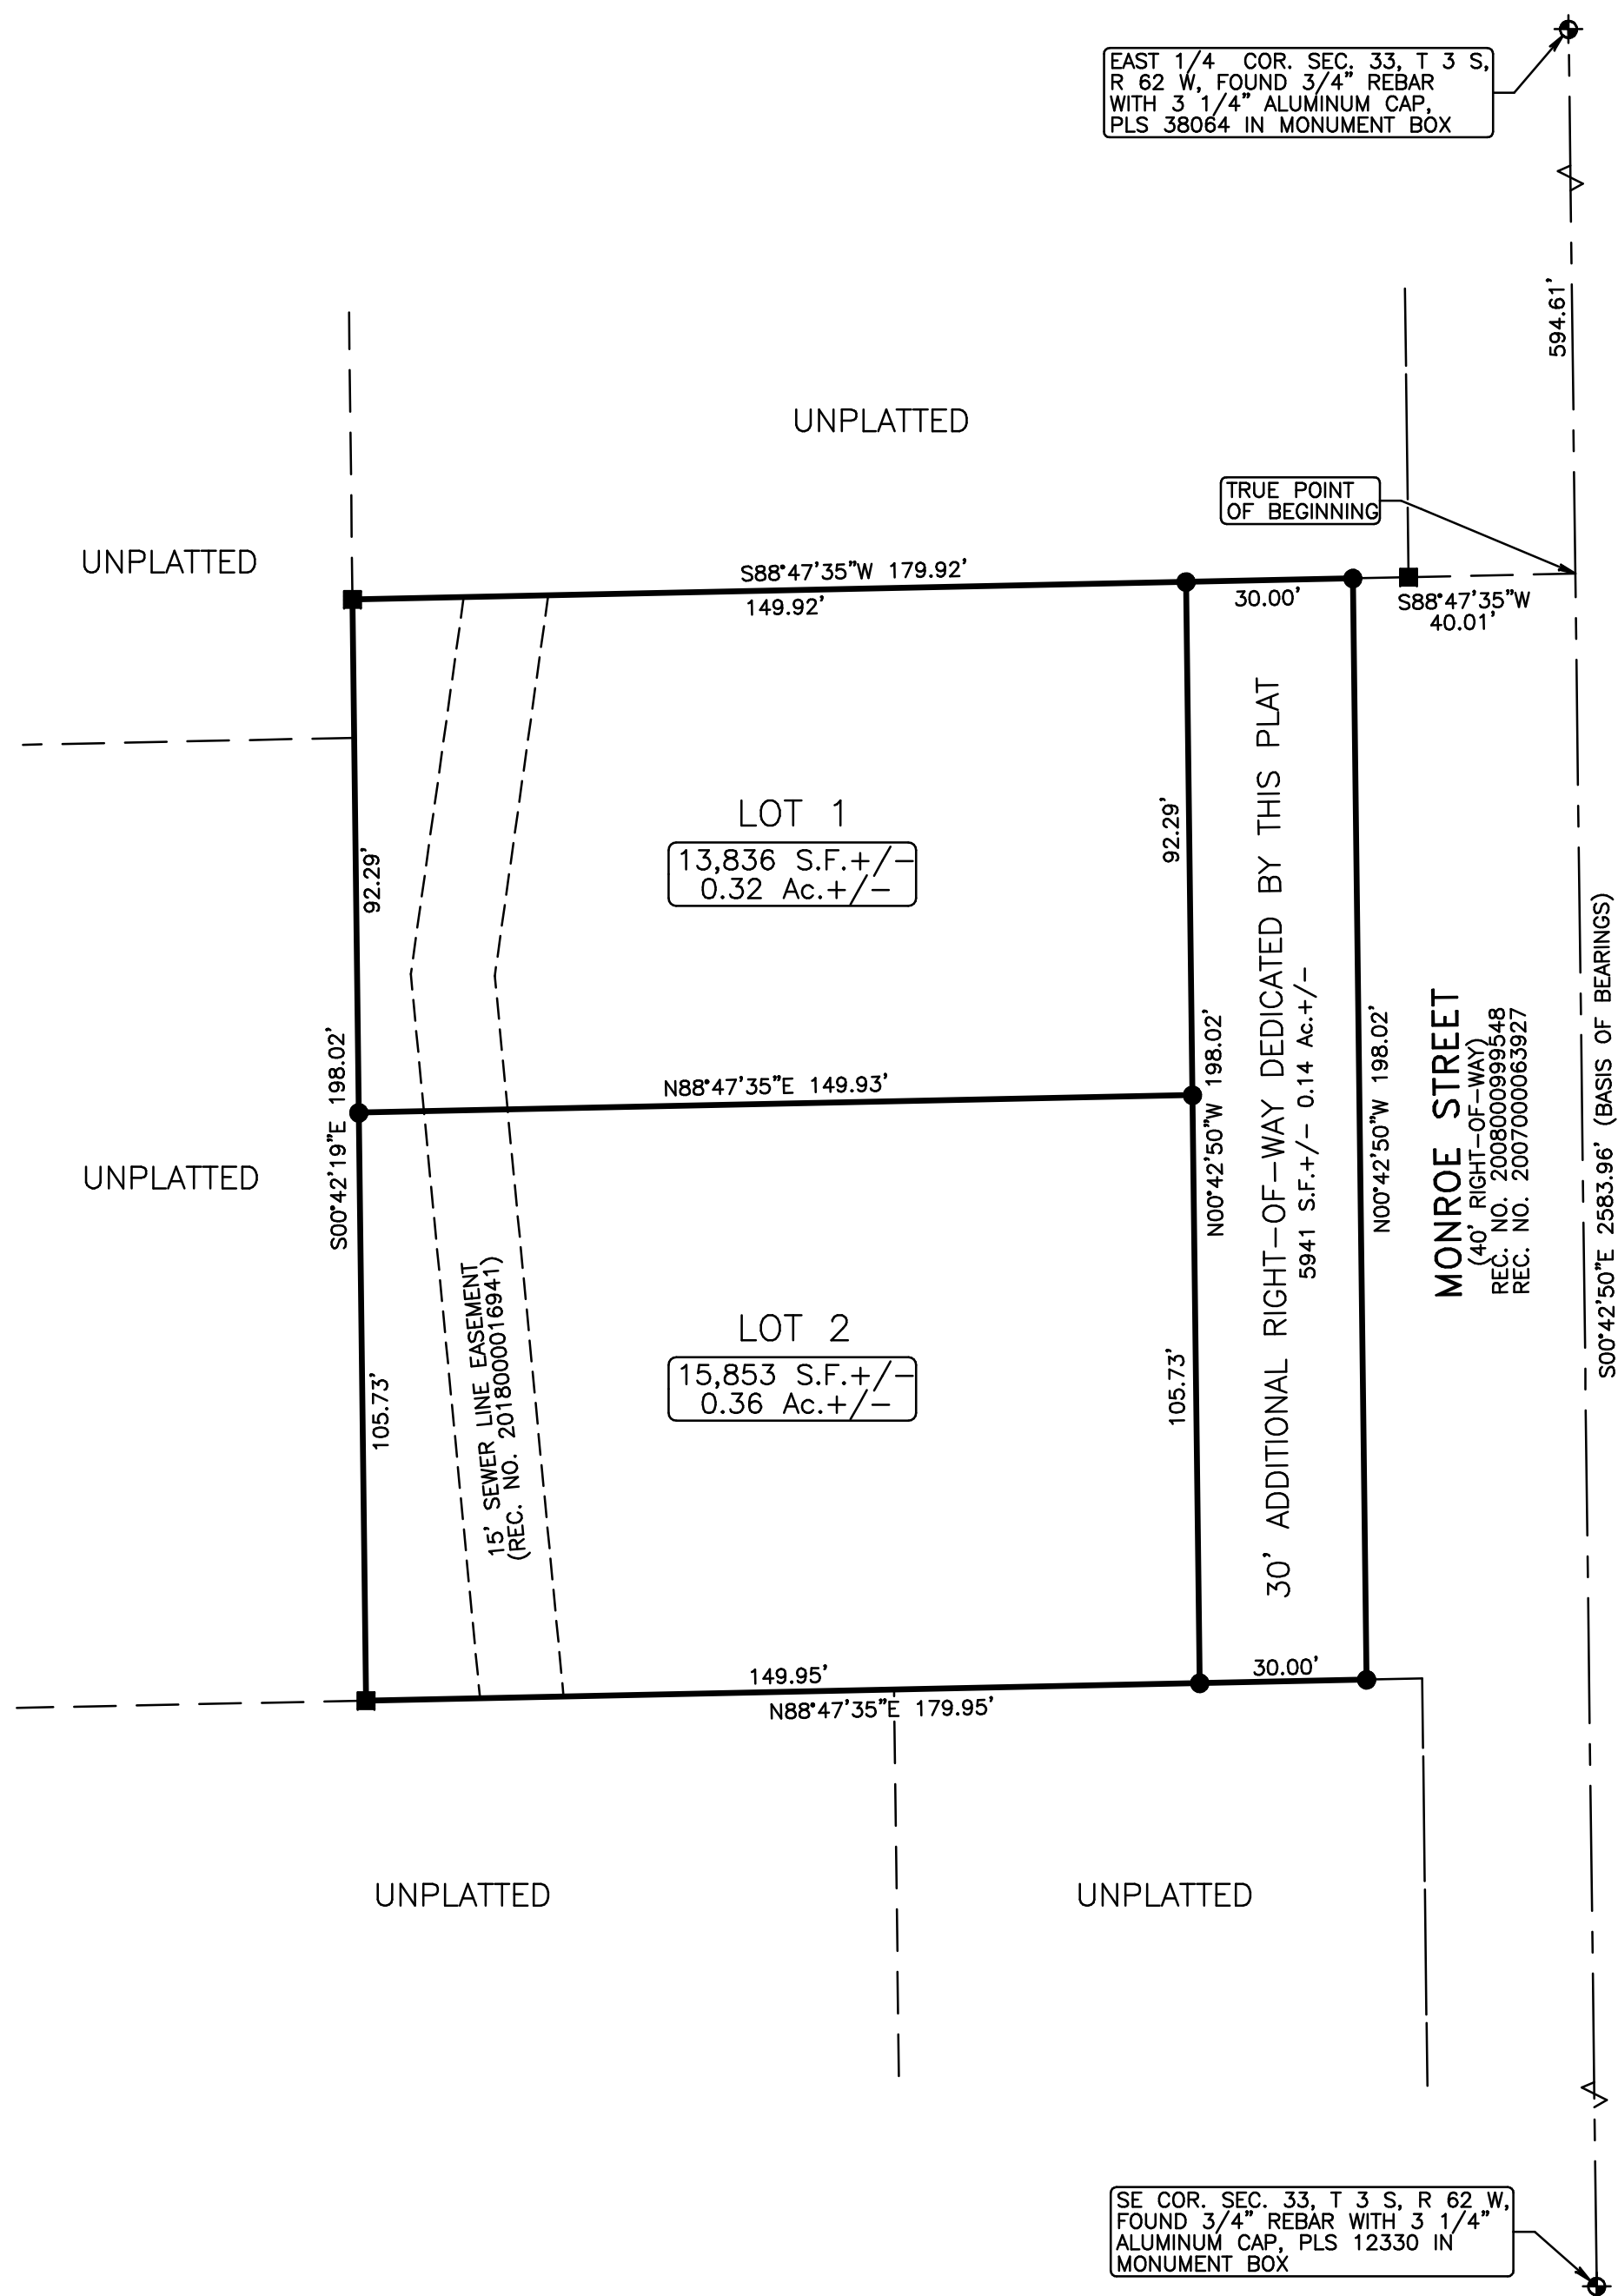 EAST 1/4 COR. SEC. 33, T 3 S,
R 62 W, FOUND 3/4" REBAR
WITH 3 1/4" ALUMINUM CAP,
PLS 38064 IN MONUMENT BOX
594.61'
UNPLATTED
TRUE POINT
OF BEGINNING
UNPLATTED
S88°47'35"W 179.92'
149.92'
30.00'
S88°47'35"W
40.01'
LOT 1
13,836 S.F.+/-
0.32 Ac.+/-
92.29'
92.29'
30' ADDITIONAL RIGHT-OF-WAY DEDICATED BY THIS PLAT
5941 S.F.+/- 0.14 Ac.+/-
S00°42'19"E 198.02'
N88°47'35"E 149.93'
N00°42'50"W 198.02'
N00°42'50"W 198.02'
MONROE STREET
(40' RIGHT-OF-WAY)
REC. NO. 2008000099548
REC. NO. 2007000063927
S00°42'50"E 2583.96' (BASIS OF BEARINGS)
UNPLATTED
15' SEWER LINE EASEMENT
(REC. NO. 2018000016941)
LOT 2
15,853 S.F.+/-
0.36 Ac.+/-
105.73'
105.73'
149.95'
30.00'
N88°47'35"E 179.95'
UNPLATTED
UNPLATTED
SE COR. SEC. 33, T 3 S, R 62 W,
FOUND 3/4" REBAR WITH 3 1/4"
ALUMINUM CAP, PLS 12330 IN
MONUMENT BOX